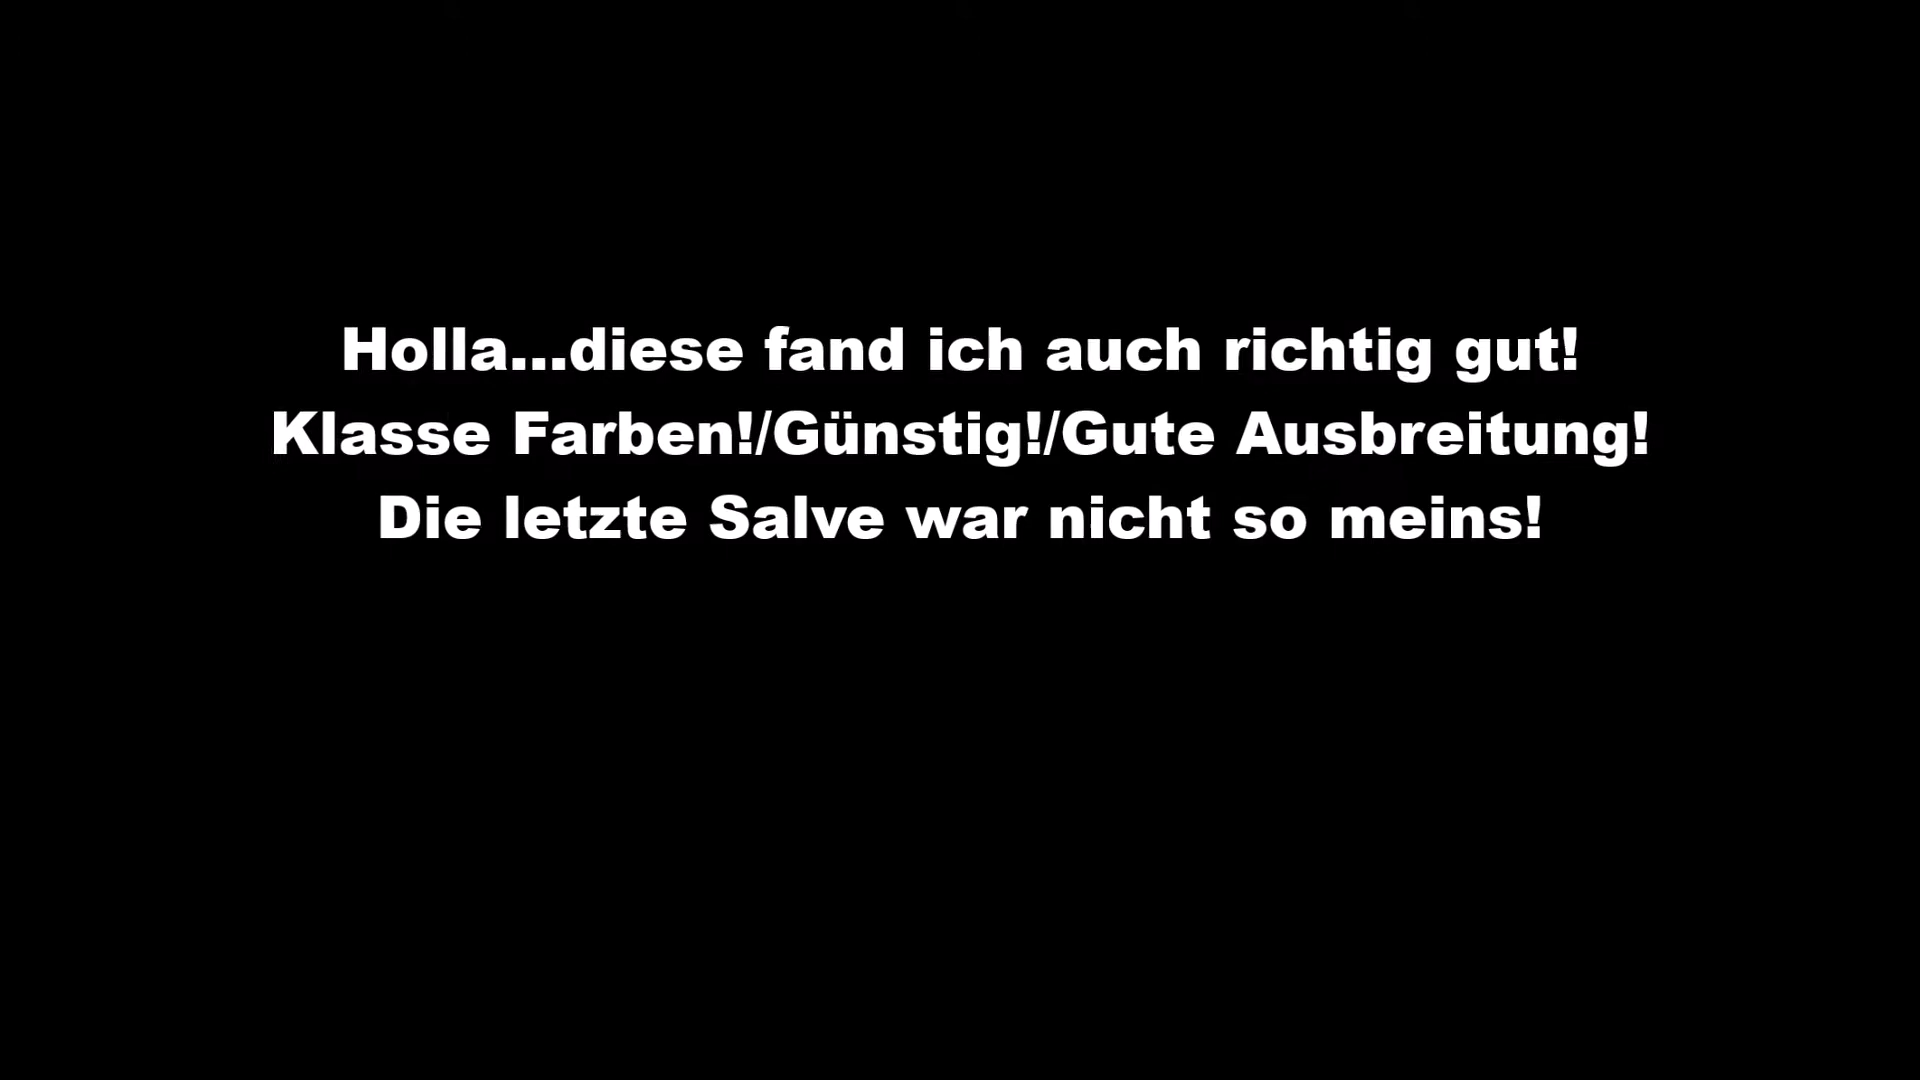 Holla...diese fand ich auch richtig gut!
Klasse Farben!/Günstig!/Gute Ausbreitung!
Die letzte Salve war nicht so meins!